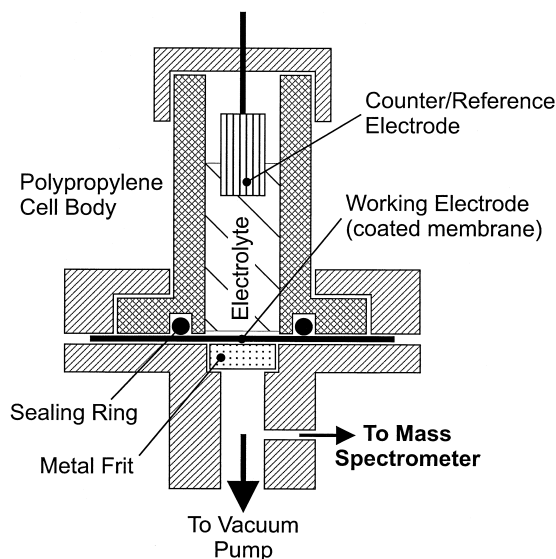 Counter/Reference
Electrode
Polypropylene
Cell Body
Working Electrode
(coated membrane)
Electrolyte
Sealing Ring
Metal Frit
To Mass
Spectrometer
To Vacuum
Pump